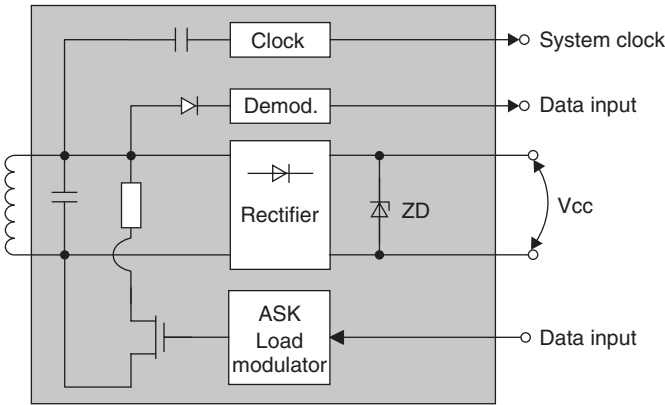 Clock
System clock
Demod.
Data input
Rectifier
ZD
Vcc
ASK
Load
modulator
Data input